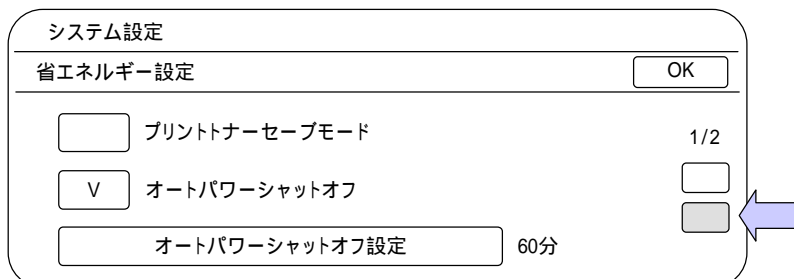 システム設定
省エネルギー設定
OK
プリントトナーセーブモード
1/2
V
オートパワーシャットオフ
オートパワーシャットオフ設定
60分